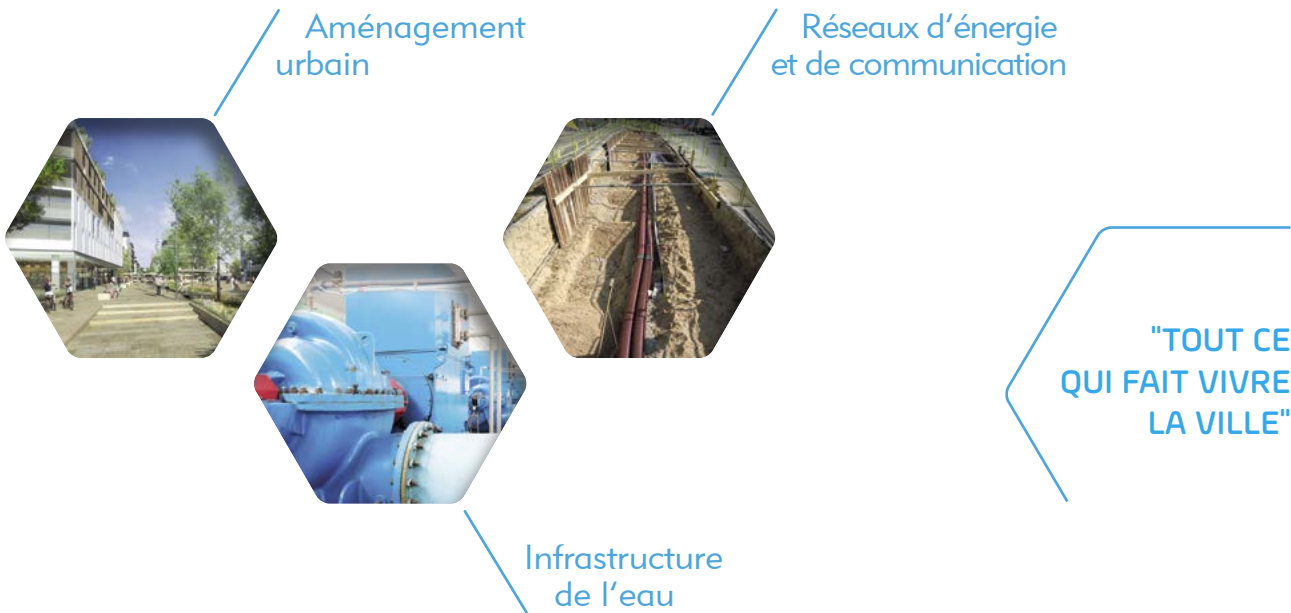 Aménagement
urbain
Réseaux d’énergie
et de communication
"TOUT CE
QUI FAIT VIVRE
LA VILLE"
Infrastructure
de l’eau